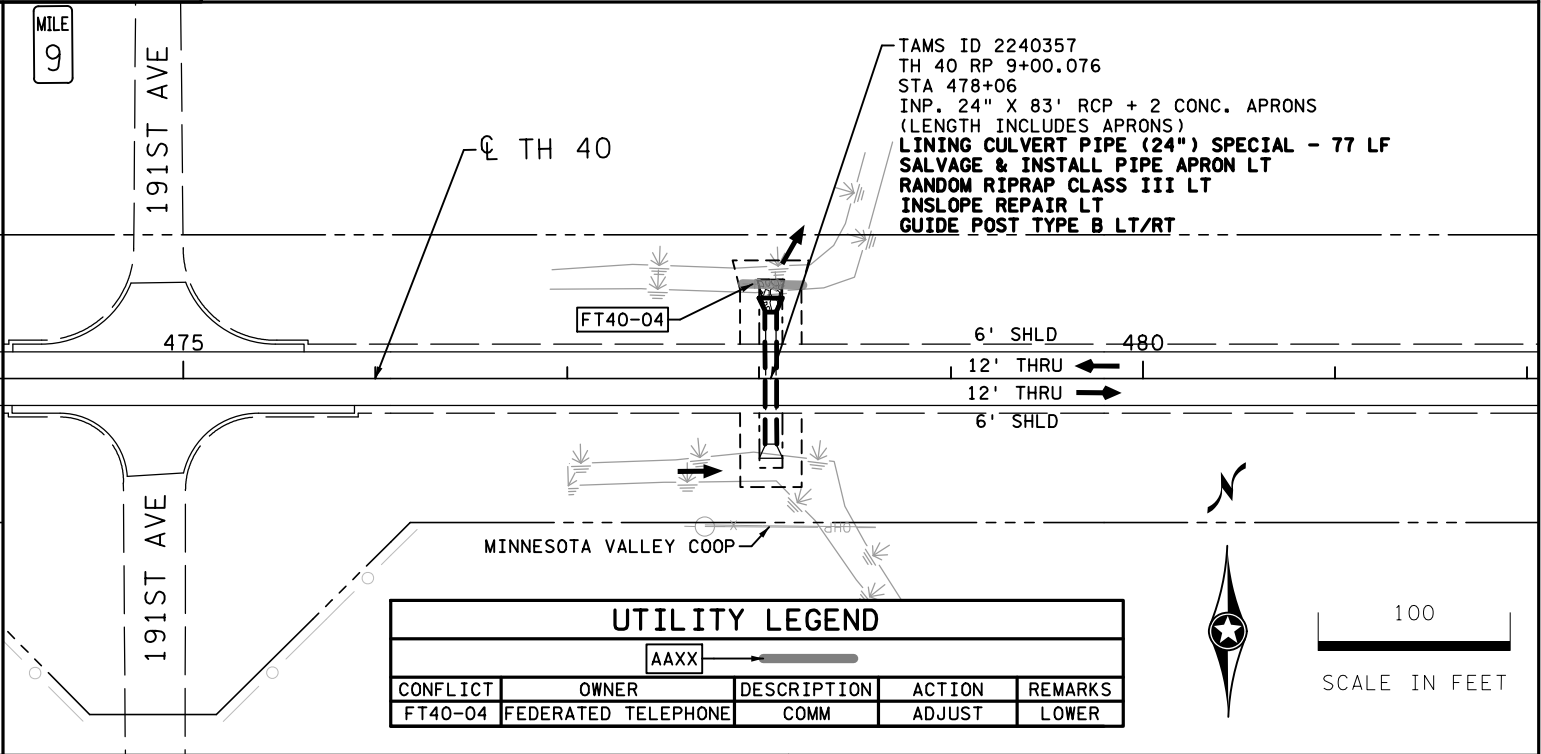 MILE
9
191ST AVE
℄ TH 40
TAMS ID 2240357
TH 40 RP 9+00.076
STA 478+06
INP. 24" X 83' RCP + 2 CONC. APRONS
(LENGTH INCLUDES APRONS)
LINING CULVERT PIPE (24") SPECIAL - 77 LF
SALVAGE & INSTALL PIPE APRON LT
RANDOM RIPRAP CLASS III LT
INSLOPE REPAIR LT
GUIDE POST TYPE B LT/RT
FT40-04
475
6' SHLD
480
12' THRU
12' THRU
6' SHLD
N
191ST AVE
X
OHP
MINNESOTA VALLEY COOP
UTILITY LEGEND
AAXX
CONFLICT OWNER DESCRIPTION ACTION REMARKS
FT40-04 FEDERATED TELEPHONE COMM ADJUST LOWER
100
SCALE IN FEET